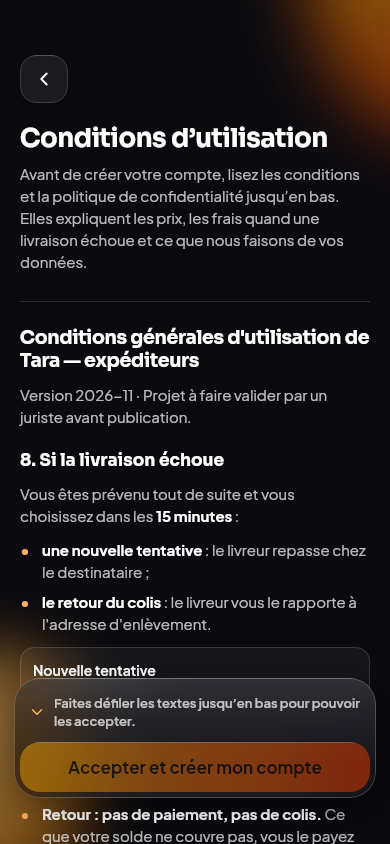 Conditions d’utilisation
Avant de créer votre compte, lisez les conditions
et la politique de confidentialité jusqu’en bas.
Elles expliquent les prix, les frais quand une
livraison échoue et ce que nous faisons de vos
données.
Conditions générales d'utilisation de
Tara — expéditeurs
Version 2026–11 · Projet à faire valider par un
juriste avant publication.
8. Si la livraison échoue
Vous êtes prévenu tout de suite et vous
choisissez dans les 15 minutes :
• une nouvelle tentative : le livreur repasse chez
le destinataire ;
• le retour du colis : le livreur vous le rapporte à
l'adresse d'enlèvement.
Nouvelle tentative
Faites défiler les textes jusqu’en bas pour pouvoir
les accepter.
Accepter et créer mon compte
• Retour : pas de paiement, pas de colis. Ce
que votre solde ne couvre pas, vous le payez